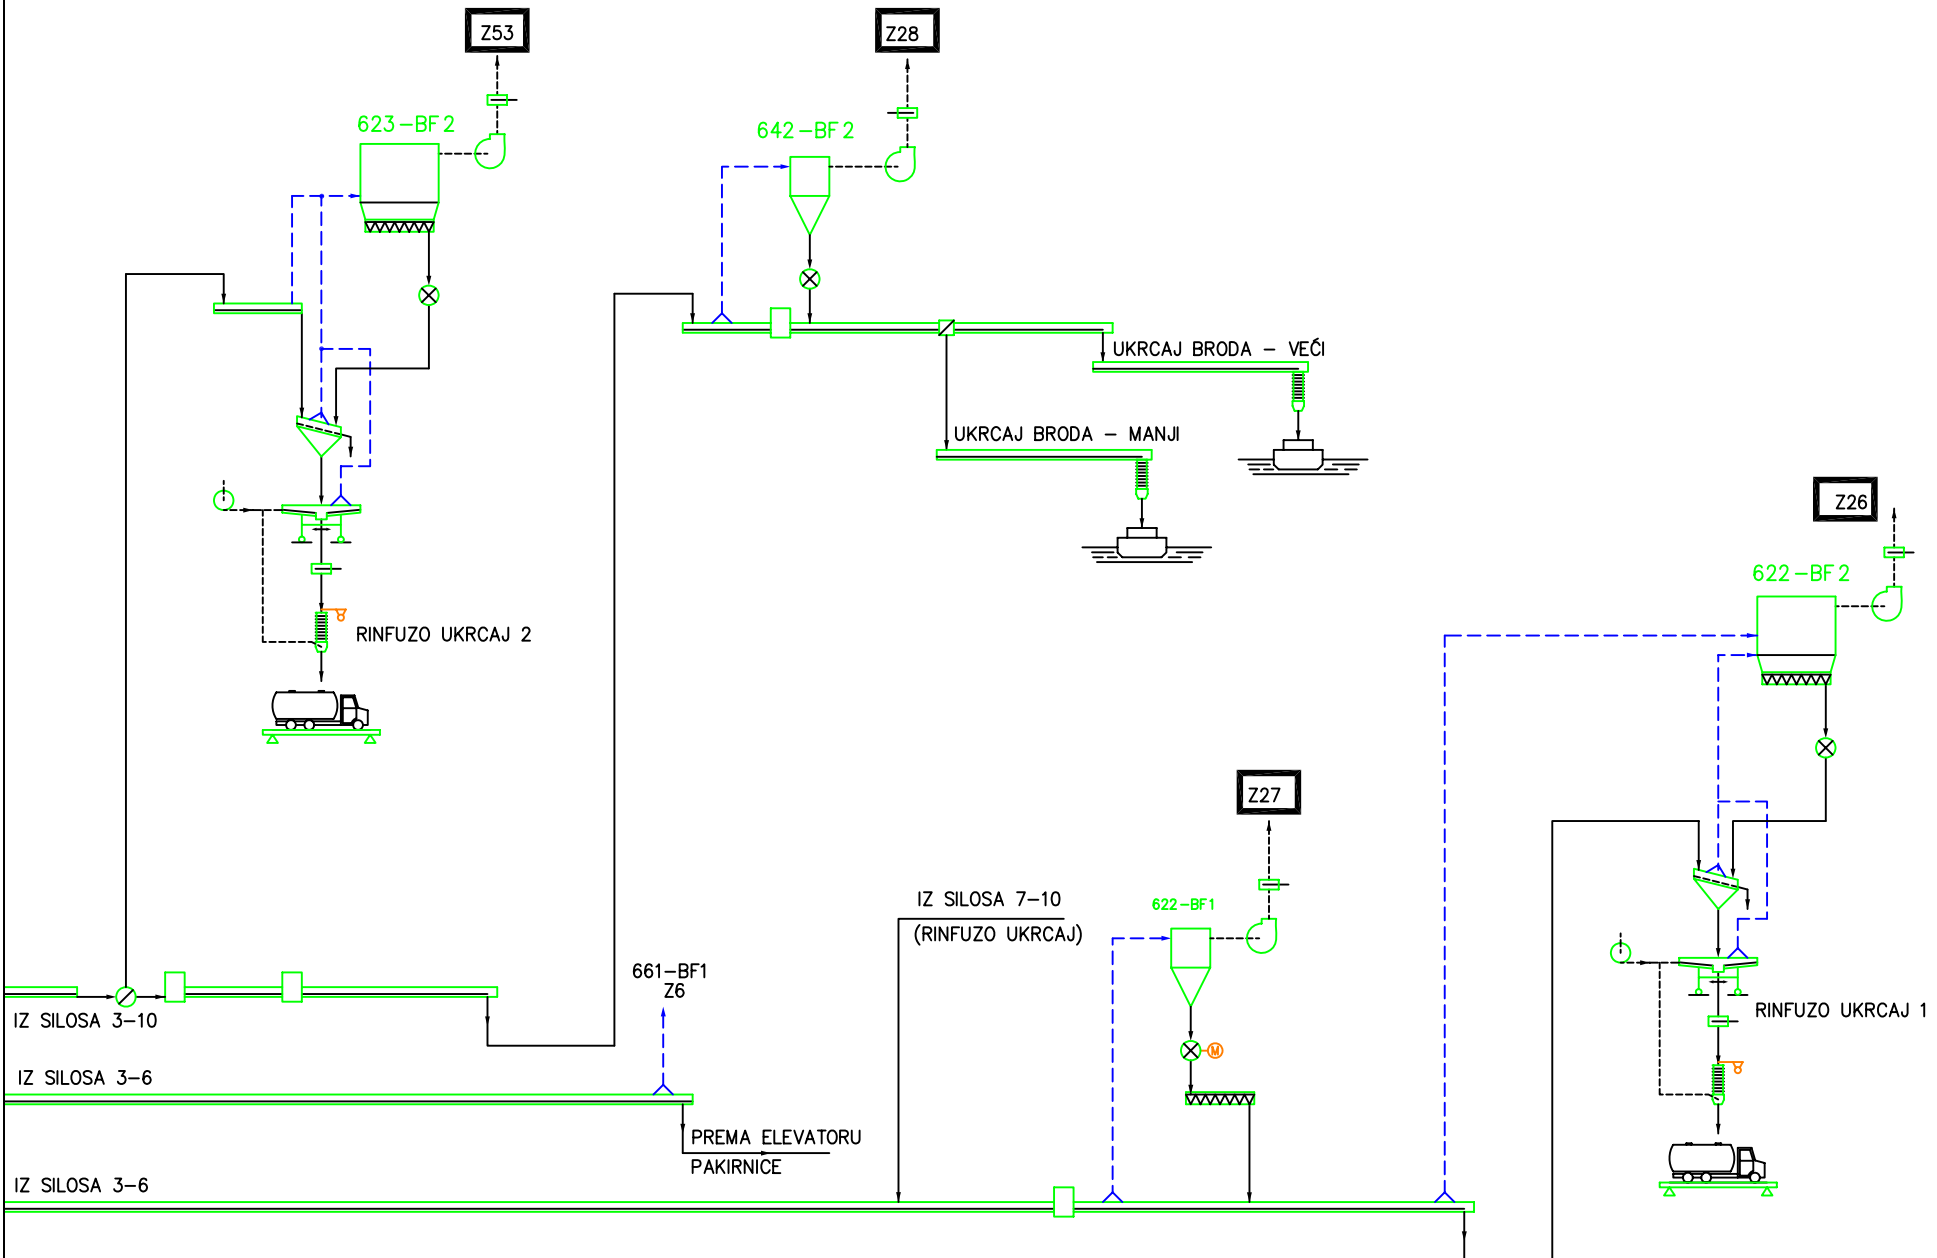 Z53
Z28
623-BF2
642-BF2
UKRCAJ BRODA - VEĆI
UKRCAJ BRODA - MANJI
Z26
622-BF2
RINFUZO UKRCAJ 2
Z27
IZ SILOSA 7-10
(RINFUZO UKRCAJ)
622-BF1
661-BF1
Z6
IZ SILOSA 3-10
RINFUZO UKRCAJ 1
M
IZ SILOSA 3-6
PREMA ELEVATORU
PAKIRNICE
IZ SILOSA 3-6